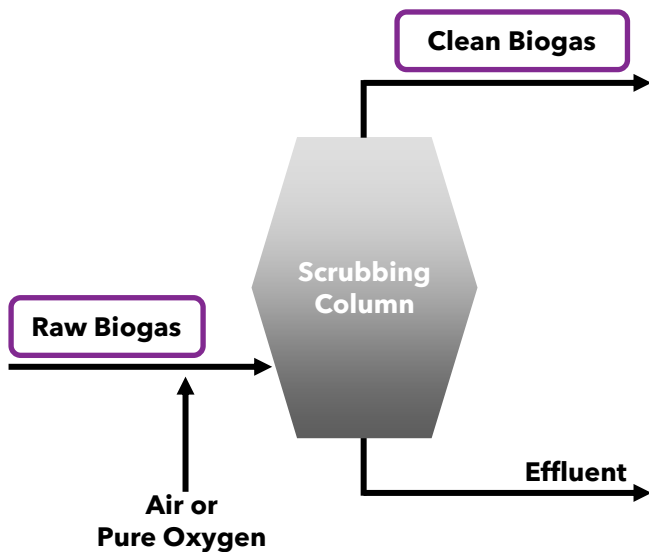 Clean Biogas
Scrubbing
Column
Raw Biogas
Effluent
Air or
Pure Oxygen